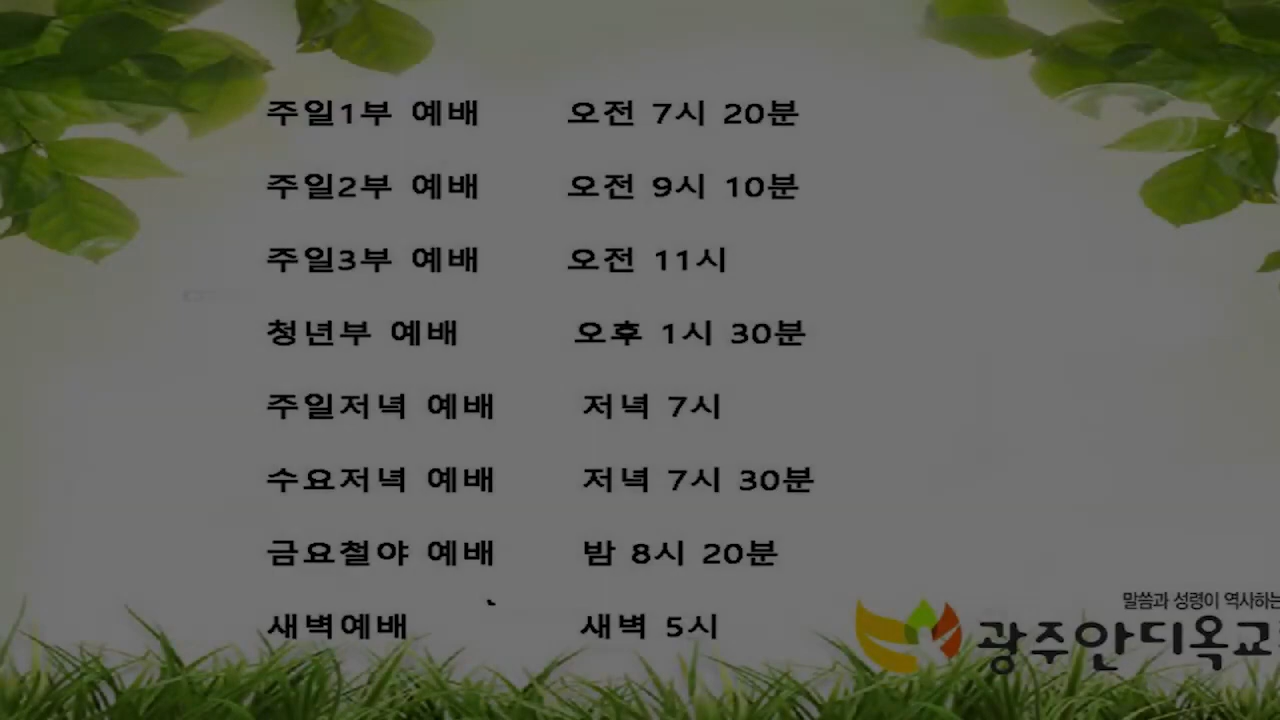 주일1부 예배 오전 7시 20분
주일2부 예배 오전 9시 10분
주일3부 예배 오전 11시
청년부 예배 오후 1시 30분
주일저녁 예배 저녁 7시
수요저녁 예배 저녁 7시 30분
금요철야 예배 밤 8시 20분
새벽예배 새벽 5시
말씀과 성령이 역사하는
광주안디옥교